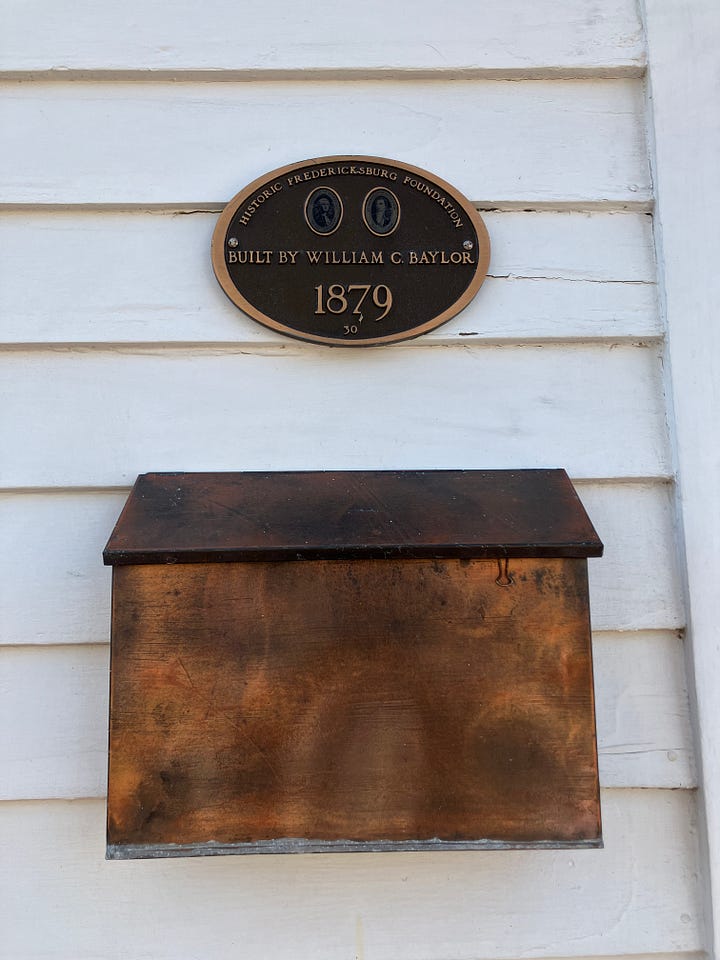 HISTORIC FREDERICKSBURG FOUNDATION
BUILT BY WILLIAM C. BAYLOR
1879
30